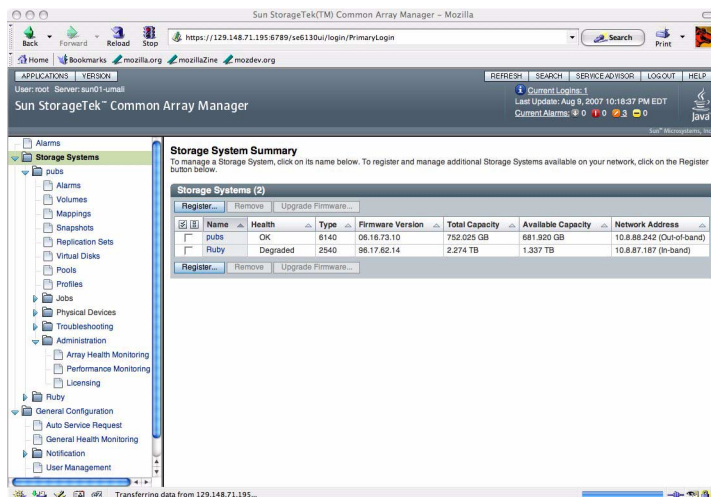 Sun StorageTek(TM) Common Array Manager - Mozilla
Back Forward Reload Stop https://129.148.71.195:6789/se6130ui/login/PrimaryLogin Search Print
Home Bookmarks mozilla.org mozillaZine mozdev.org
APPLICATIONS VERSION REFRESH SEARCH SERVICE ADVISOR LOG OUT HELP
User: root Server: sun01-umail Current Logins: 1
Last Update: Aug 9, 2007 10:18:37 PM EDT
Sun StorageTek™ Common Array Manager
Current Alarms: 0 0 3 0
Java
Sun™ Microsystems, Inc
Alarms
Storage Systems
pubs
Alarms
Volumes
Mappings
Snapshots
Replication Sets
Virtual Disks
Pools
Profiles
Jobs
Physical Devices
Troubleshooting
Administration
Array Health Monitoring
Performance Monitoring
Licensing
Ruby
General Configuration
Auto Service Request
General Health Monitoring
Notification
User Management
Storage System Summary
To manage a Storage System, click on its name below. To register and manage additional Storage Systems available on your network, click on the Register
button below.
Storage Systems (2)
Register... Remove Upgrade Firmware...
Name Health Type Firmware Version Total Capacity Available Capacity Network Address
pubs OK 6140 06.16.73.10 752.025 GB 681.920 GB 10.8.88.242 (Out-of-band)
Ruby Degraded 2540 96.17.62.14 2.274 TB 1.337 TB 10.8.87.187 (In-band)
Register... Remove Upgrade Firmware...
Transferring data from 129.148.71.195...